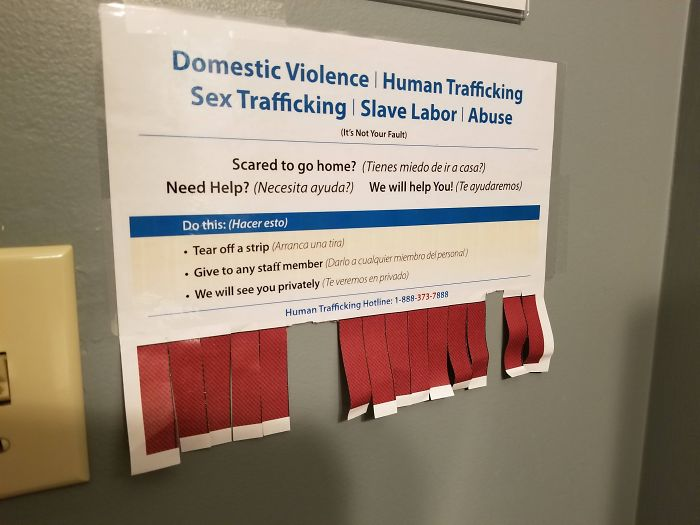 Domestic Violence | Human Trafficking
Sex Trafficking | Slave Labor | Abuse
(It's Not Your Fault)
Scared to go home? (Tienes miedo de ir a casa?)
Need Help? (Necesita ayuda?) We will help You! (Te ayudaremos)
Do this: (Hacer esto)
• Tear off a strip (Arranca una tira)
• Give to any staff member (Darlo a cualquier miembro del personal)
• We will see you privately (Te veremos en privado)
Human Trafficking Hotline: 1-888-373-7888